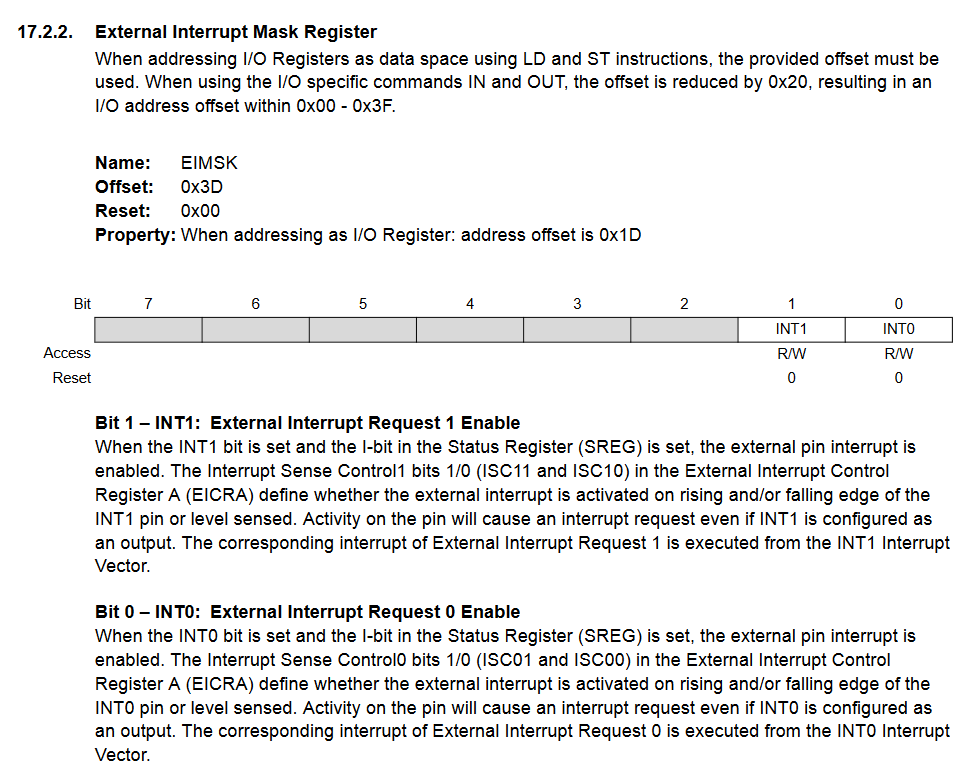 17.2.2. External Interrupt Mask Register
When addressing I/O Registers as data space using LD and ST instructions, the provided offset must be
used. When using the I/O specific commands IN and OUT, the offset is reduced by 0x20, resulting in an
I/O address offset within 0x00 - 0x3F.
Name: EIMSK
Offset: 0x3D
Reset: 0x00
Property: When addressing as I/O Register: address offset is 0x1D
Bit 7 6 5 4 3 2 1 0
INT1 INT0
Access R/W R/W
Reset 0 0
Bit 1 – INT1: External Interrupt Request 1 Enable
When the INT1 bit is set and the I-bit in the Status Register (SREG) is set, the external pin interrupt is
enabled. The Interrupt Sense Control1 bits 1/0 (ISC11 and ISC10) in the External Interrupt Control
Register A (EICRA) define whether the external interrupt is activated on rising and/or falling edge of the
INT1 pin or level sensed. Activity on the pin will cause an interrupt request even if INT1 is configured as
an output. The corresponding interrupt of External Interrupt Request 1 is executed from the INT1 Interrupt
Vector.
Bit 0 – INT0: External Interrupt Request 0 Enable
When the INT0 bit is set and the I-bit in the Status Register (SREG) is set, the external pin interrupt is
enabled. The Interrupt Sense Control0 bits 1/0 (ISC01 and ISC00) in the External Interrupt Control
Register A (EICRA) define whether the external interrupt is activated on rising and/or falling edge of the
INT0 pin or level sensed. Activity on the pin will cause an interrupt request even if INT0 is configured as
an output. The corresponding interrupt of External Interrupt Request 0 is executed from the INT0 Interrupt
Vector.